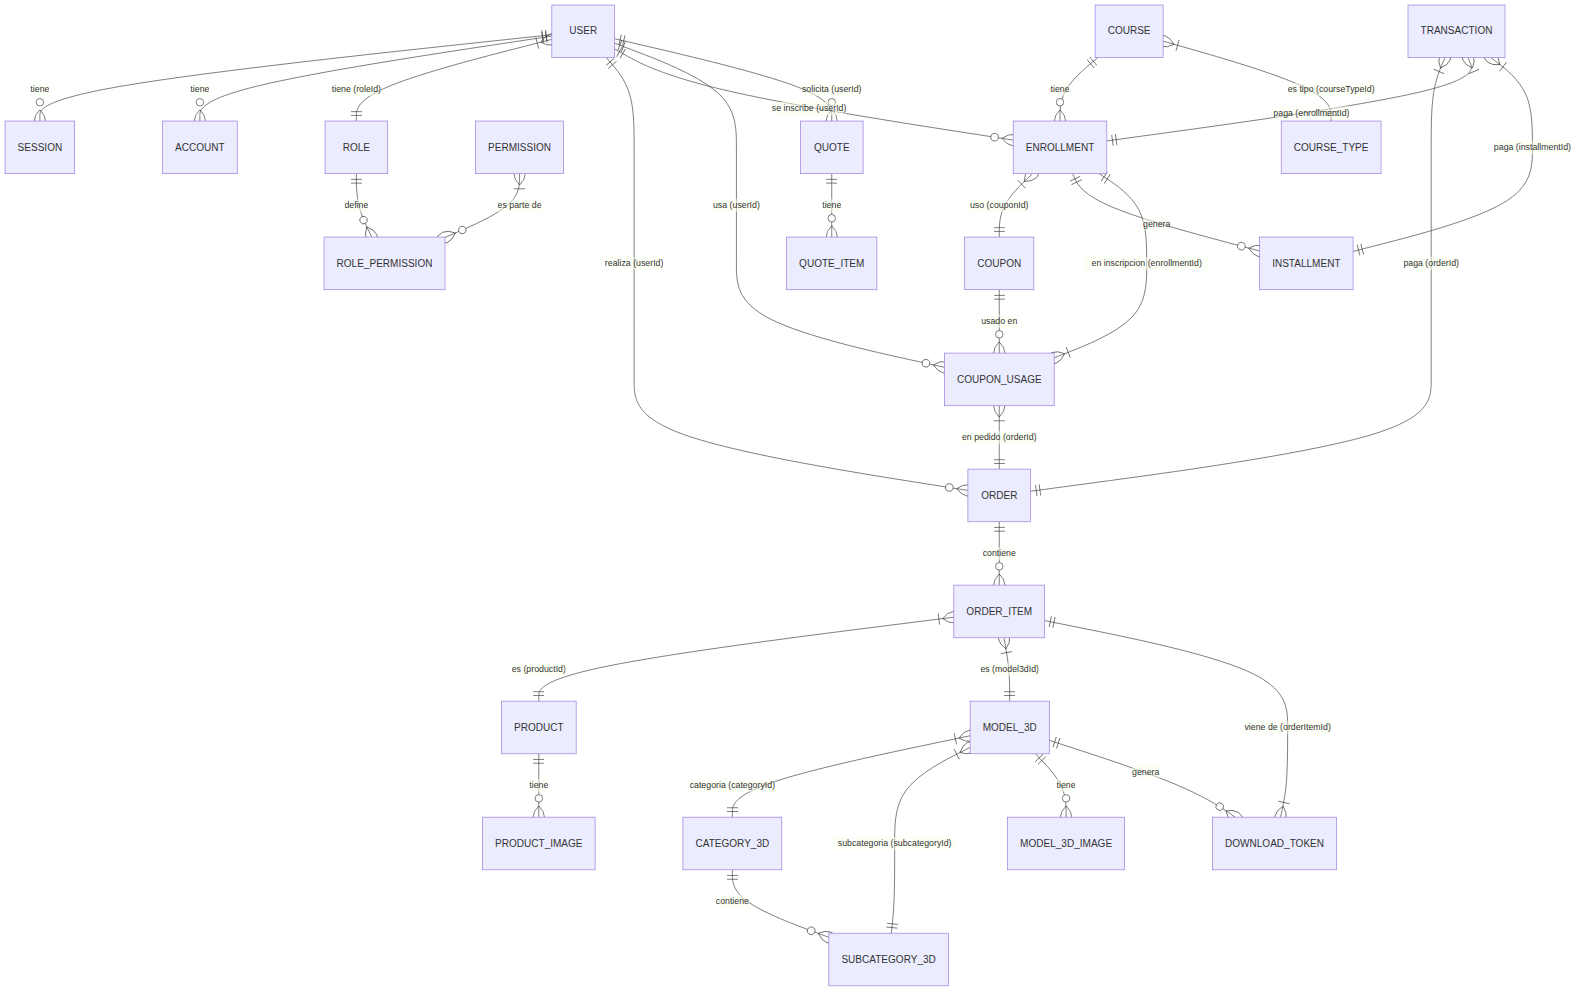 USER
COURSE
TRANSACTION
tiene
tiene
tiene (roleId)
solicita (userId)
se inscribe (userId)
tiene
es tipo (courseTypeId)
paga (enrollmentId)
SESSION
ACCOUNT
ROLE
PERMISSION
QUOTE
ENROLLMENT
COURSE_TYPE
paga (installmentId)
define
es parte de
usa (userId)
tiene
uso (couponId)
genera
ROLE_PERMISSION
realiza (userId)
QUOTE_ITEM
COUPON
en inscripcion (enrollmentId)
INSTALLMENT
paga (orderId)
usado en
COUPON_USAGE
en pedido (orderId)
ORDER
contiene
ORDER_ITEM
es (productId)
es (model3dId)
PRODUCT
MODEL_3D
viene de (orderItemId)
genera
tiene
categoria (categoryId)
tiene
PRODUCT_IMAGE
CATEGORY_3D
subcategoria (subcategoryId)
MODEL_3D_IMAGE
DOWNLOAD_TOKEN
contiene
SUBCATEGORY_3D